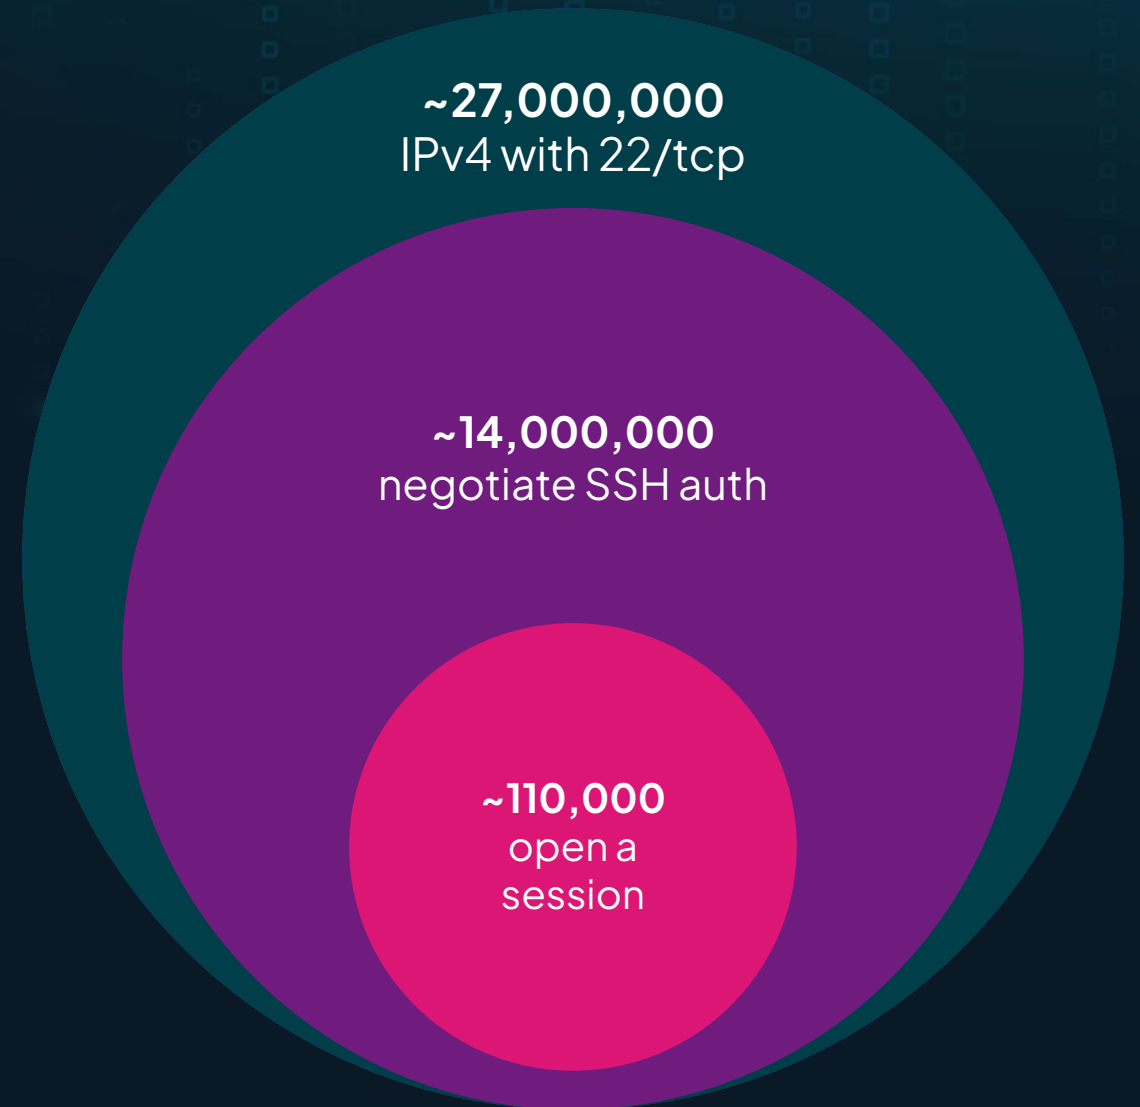 ~27,000,000
IPv4 with 22/tcp
~14,000,000
negotiate SSH auth
~110,000
open a
session